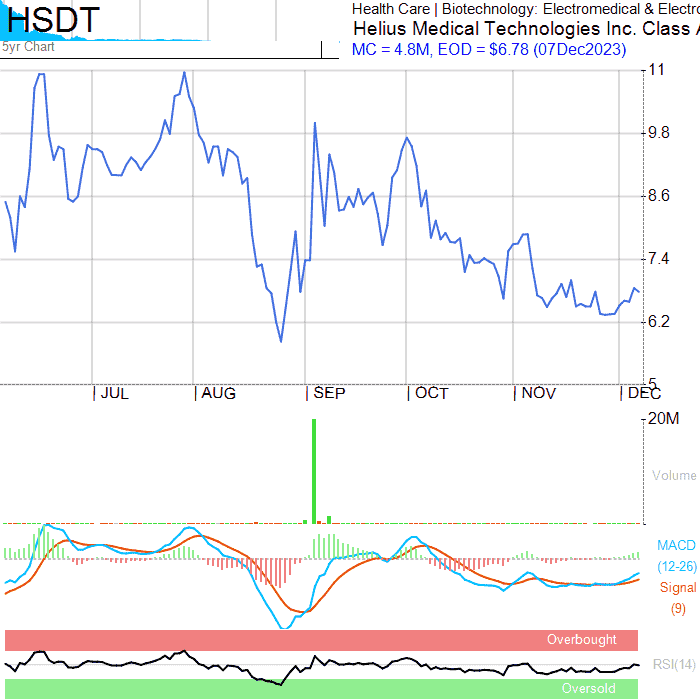 HSDT
5yr Chart
Health Care | Biotechnology: Electromedical & Electro
Helius Medical Technologies Inc. Class A
MC = 4.8M, EOD = $6.78 (07Dec2023)
11
9.8
8.6
7.4
6.2
5
JUL AUG SEP OCT NOV DEC
20M
Volume
MACD
(12-26)
Signal
(9)
Overbought
RSI(14)
Oversold